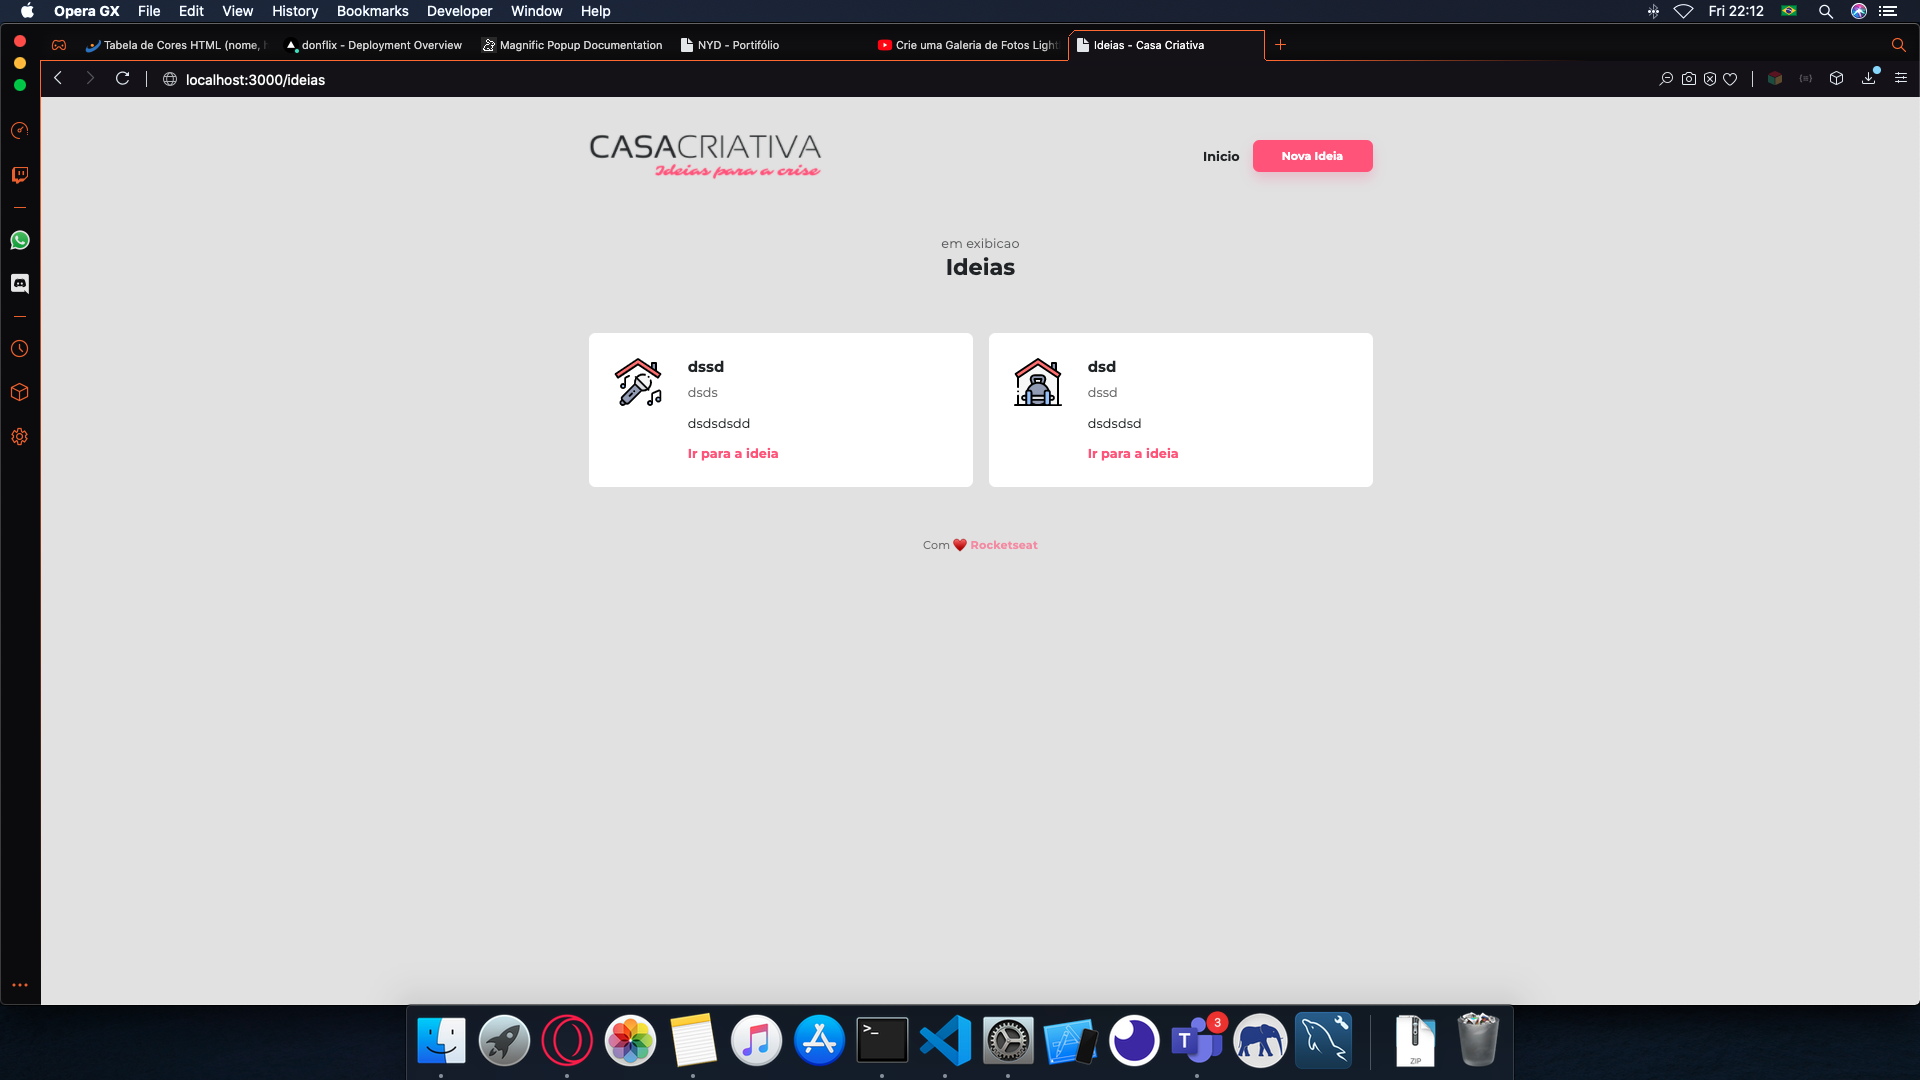 Opera GX File Edit View History Bookmarks Developer Window Help Fri 22:12
Tabela de Cores HTML (nome, donflix - Deployment Overview Magnific Popup Documentation NYD - Portifólio Crie uma Galeria de Fotos Light Ideias - Casa Criativa
localhost:3000/ideias
CASACRIATIVA
Ideias para a crise
Inicio Nova Ideia
em exibicao
Ideias
dssd
dsds
dsdsdsdd
Ir para a ideia
dsd
dssd
dsdsdsd
Ir para a ideia
Com ❤️ Rocketseat
>_
T 3
ZIP